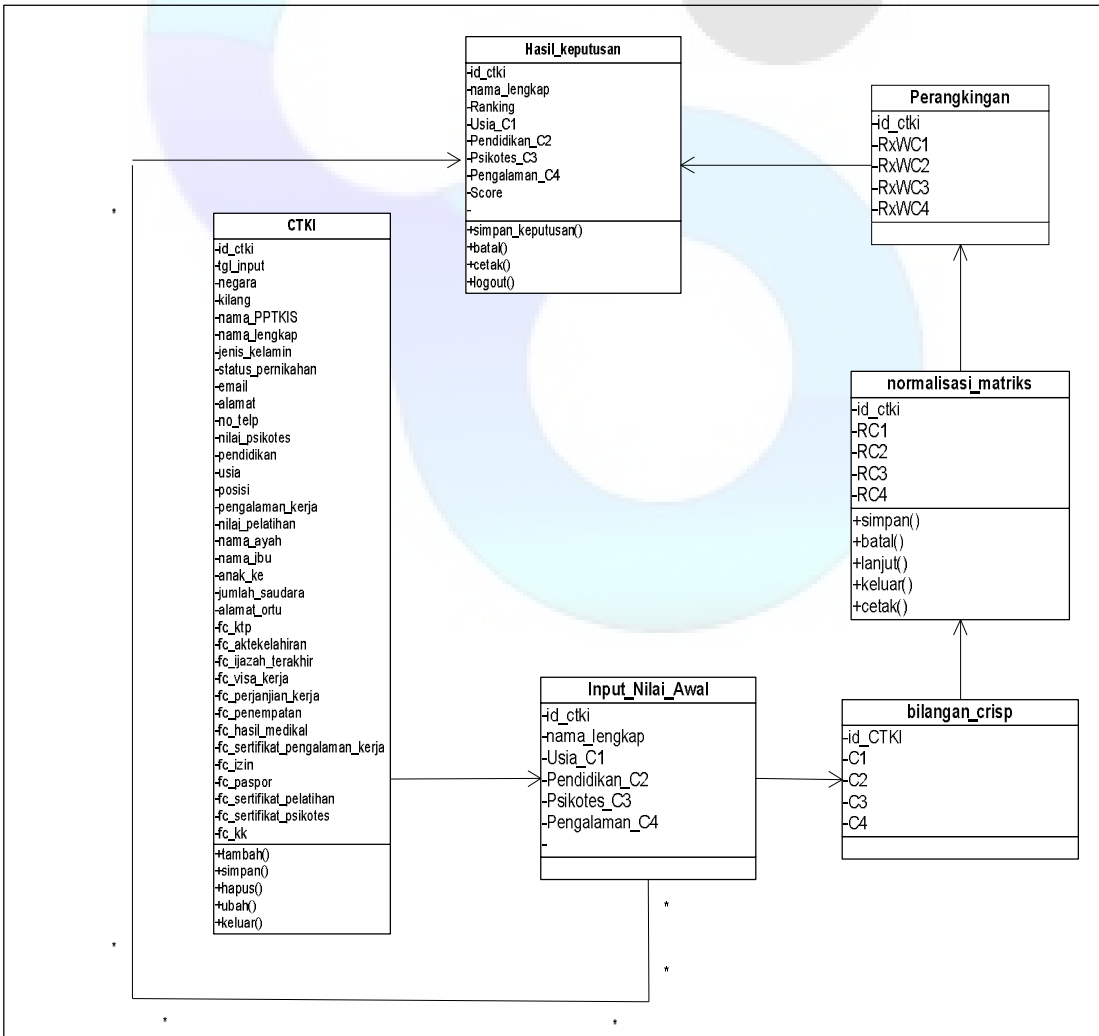 Hasil_keputusan
-id_ctki
-nama_lengkap
-Ranking
-Usia_C1
-Pendidikan_C2
-Psikotes_C3
-Pengalaman_C4
-Score
-
+simpan_keputusan()
+batal()
+cetak()
+logout()
Perangkingan
-id_ctki
-RxWC1
-RxWC2
-RxWC3
-RxWC4
*
CTKI
-id_ctki
-tgl_input
-negara
-kilang
-nama_PPTKIS
-nama_lengkap
-jenis_kelamin
-status_pernikahan
-email
-alamat
-no_telp
-nilai_psikotes
-pendidikan
-usia
-posisi
-pengalaman_kerja
-nilai_pelatihan
-nama_ayah
-nama_ibu
-anak_ke
-jumlah_saudara
-alamat_ortu
-fc_ktp
-fc_aktekelahiran
-fc_ijazah_terakhir
-fc_visa_kerja
-fc_perjanjian_kerja
-fc_penempatan
-fc_hasil_medikal
-fc_sertifikat_pengalaman_kerja
-fc_izin
-fc_paspor
-fc_sertifikat_pelatihan
-fc_sertifikat_psikotes
-fc_kk
+tambah()
+simpan()
+hapus()
+ubah()
+keluar()
normalisasi_matriks
-id_ctki
-RC1
-RC2
-RC3
-RC4
+simpan()
+batal()
+lanjut()
+keluar()
+cetak()
Input_Nilai_Awal
-id_ctki
-nama_lengkap
-Usia_C1
-Pendidikan_C2
-Psikotes_C3
-Pengalaman_C4
-
bilangan_crisp
-id_CTKI
-C1
-C2
-C3
-C4
*
*
*
*
*